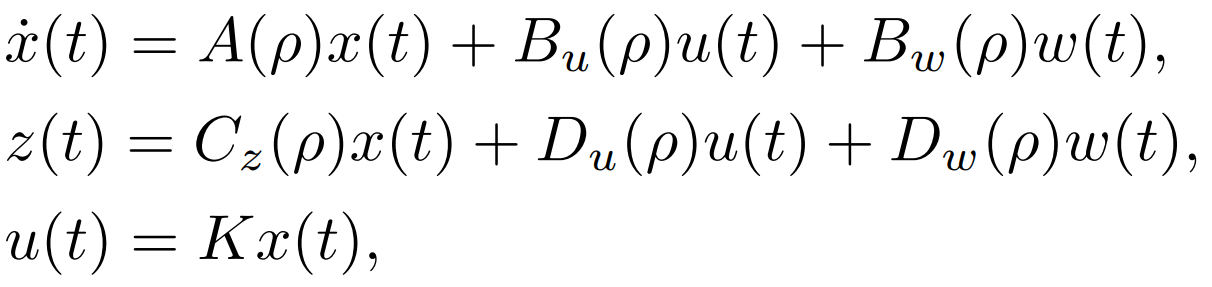 ẋ(t) = A(ρ)x(t) + B_u(ρ)u(t) + B_w(ρ)w(t),
z(t) = C_z(ρ)x(t) + D_u(ρ)u(t) + D_w(ρ)w(t),
u(t) = Kx(t),